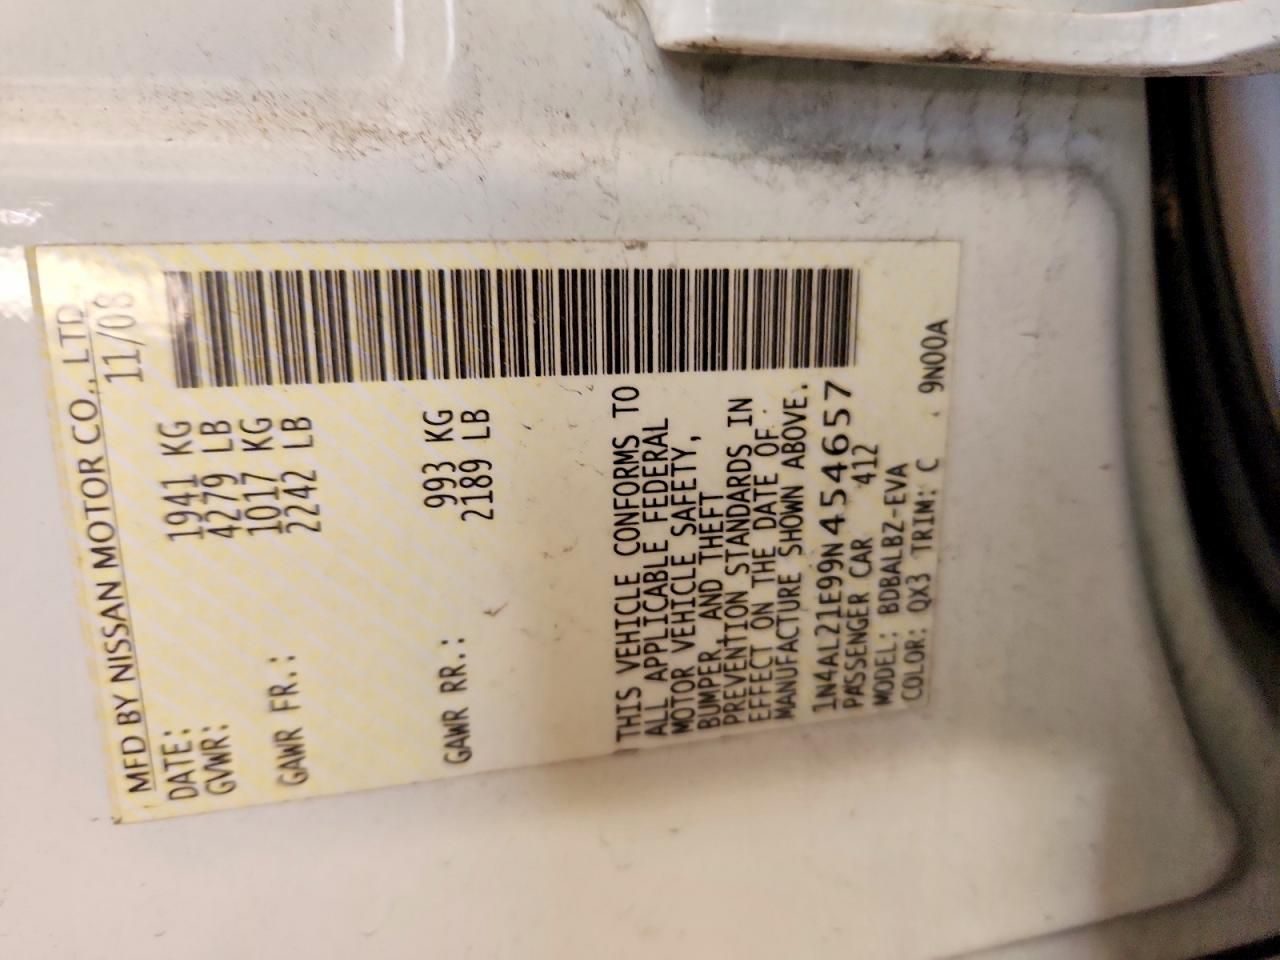 MFD BY NISSAN MOTOR CO., LTD
DATE: 11/08
GVWR: 1941 KG
4279 LB
GAWR FR.: 1017 KG
2242 LB
GAWR RR.: 993 KG
2189 LB
THIS VEHICLE CONFORMS TO
ALL APPLICABLE FEDERAL
MOTOR VEHICLE SAFETY,
BUMPER AND THEFT
PREVENTION STANDARDS IN
EFFECT ON THE DATE OF
MANUFACTURE SHOWN ABOVE.
1N4AL21E99N454657
PASSENGER CAR 412
MODEL: BDBALBZ-EVA
COLOR: QX3 TRIM: C . 9N00A